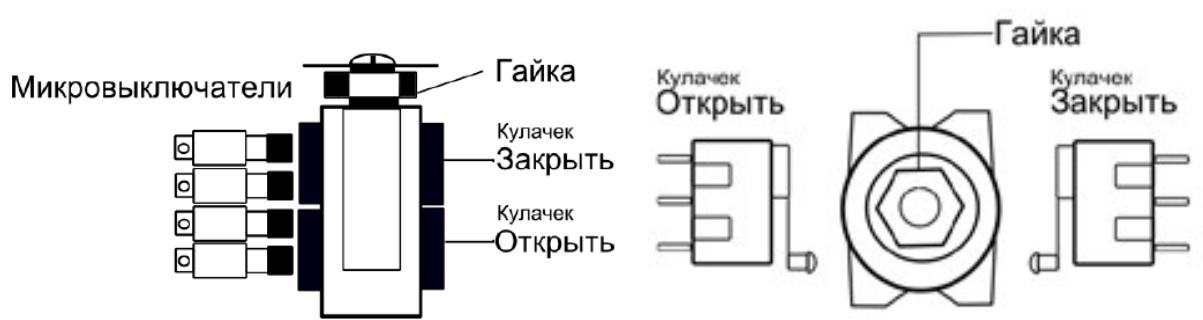 Микровыключатели
Гайка
Кулачек
Закрыть
Кулачек
Открыть
Гайка
Кулачек
Открыть
Кулачек
Закрыть